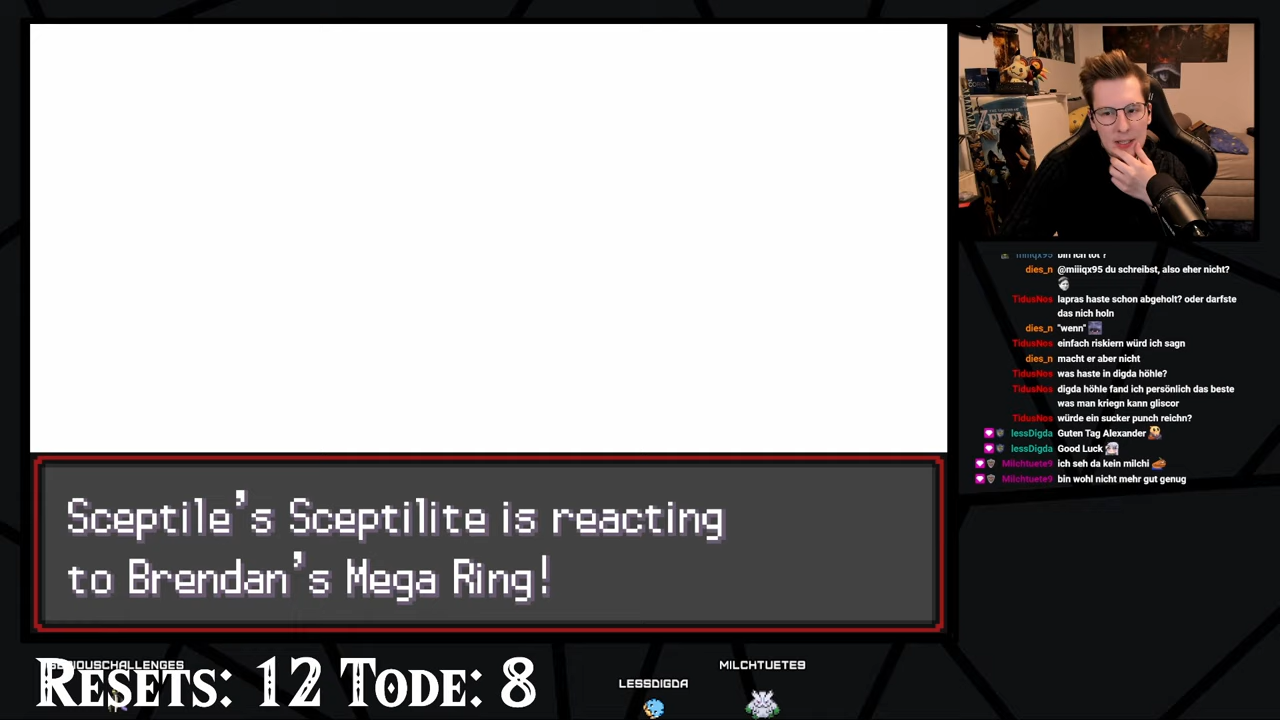 Sceptile's Sceptilite is reacting
to Brendan's Mega Ring!
bin ich tot ?
dies_n @miiiqx95 du schreibst, also eher nicht?
TidusNos lapras haste schon abgeholt? oder darfste
das nich holn
dies_n "wenn"
TidusNos einfach riskiern würd ich sagn
dies_n macht er aber nicht
TidusNos was haste in digda höhle?
TidusNos digda höhle fand ich persönlich das beste
was man kriegn kann gliscor
TidusNos würde ein sucker punch reichn?
lessDigda Guten Tag Alexander
lessDigda Good Luck
Milchtuete9 ich seh da kein milchi
Milchtuete9 bin wohl nicht mehr gut genug
Resets: 12 Tode: 8
LESSDIGDA
MILCHTUETE9